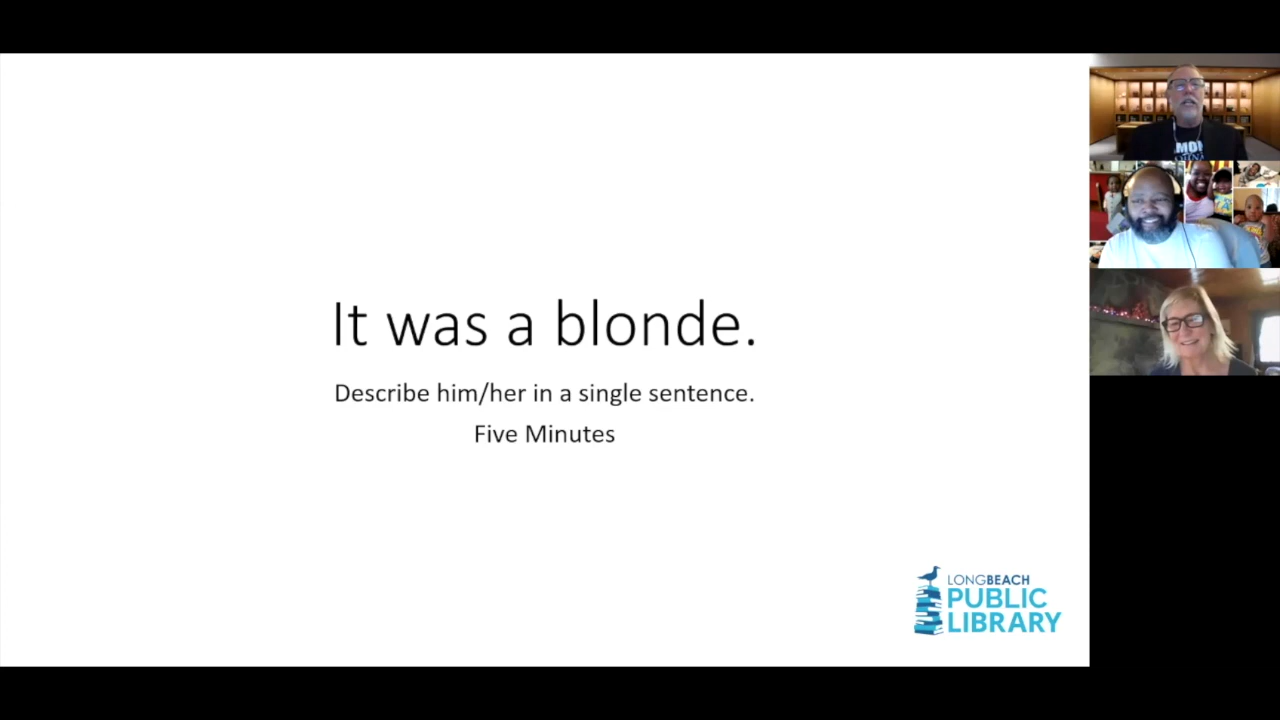 It was a blonde.
Describe him/her in a single sentence.
Five Minutes
LONGBEACH
PUBLIC
LIBRARY